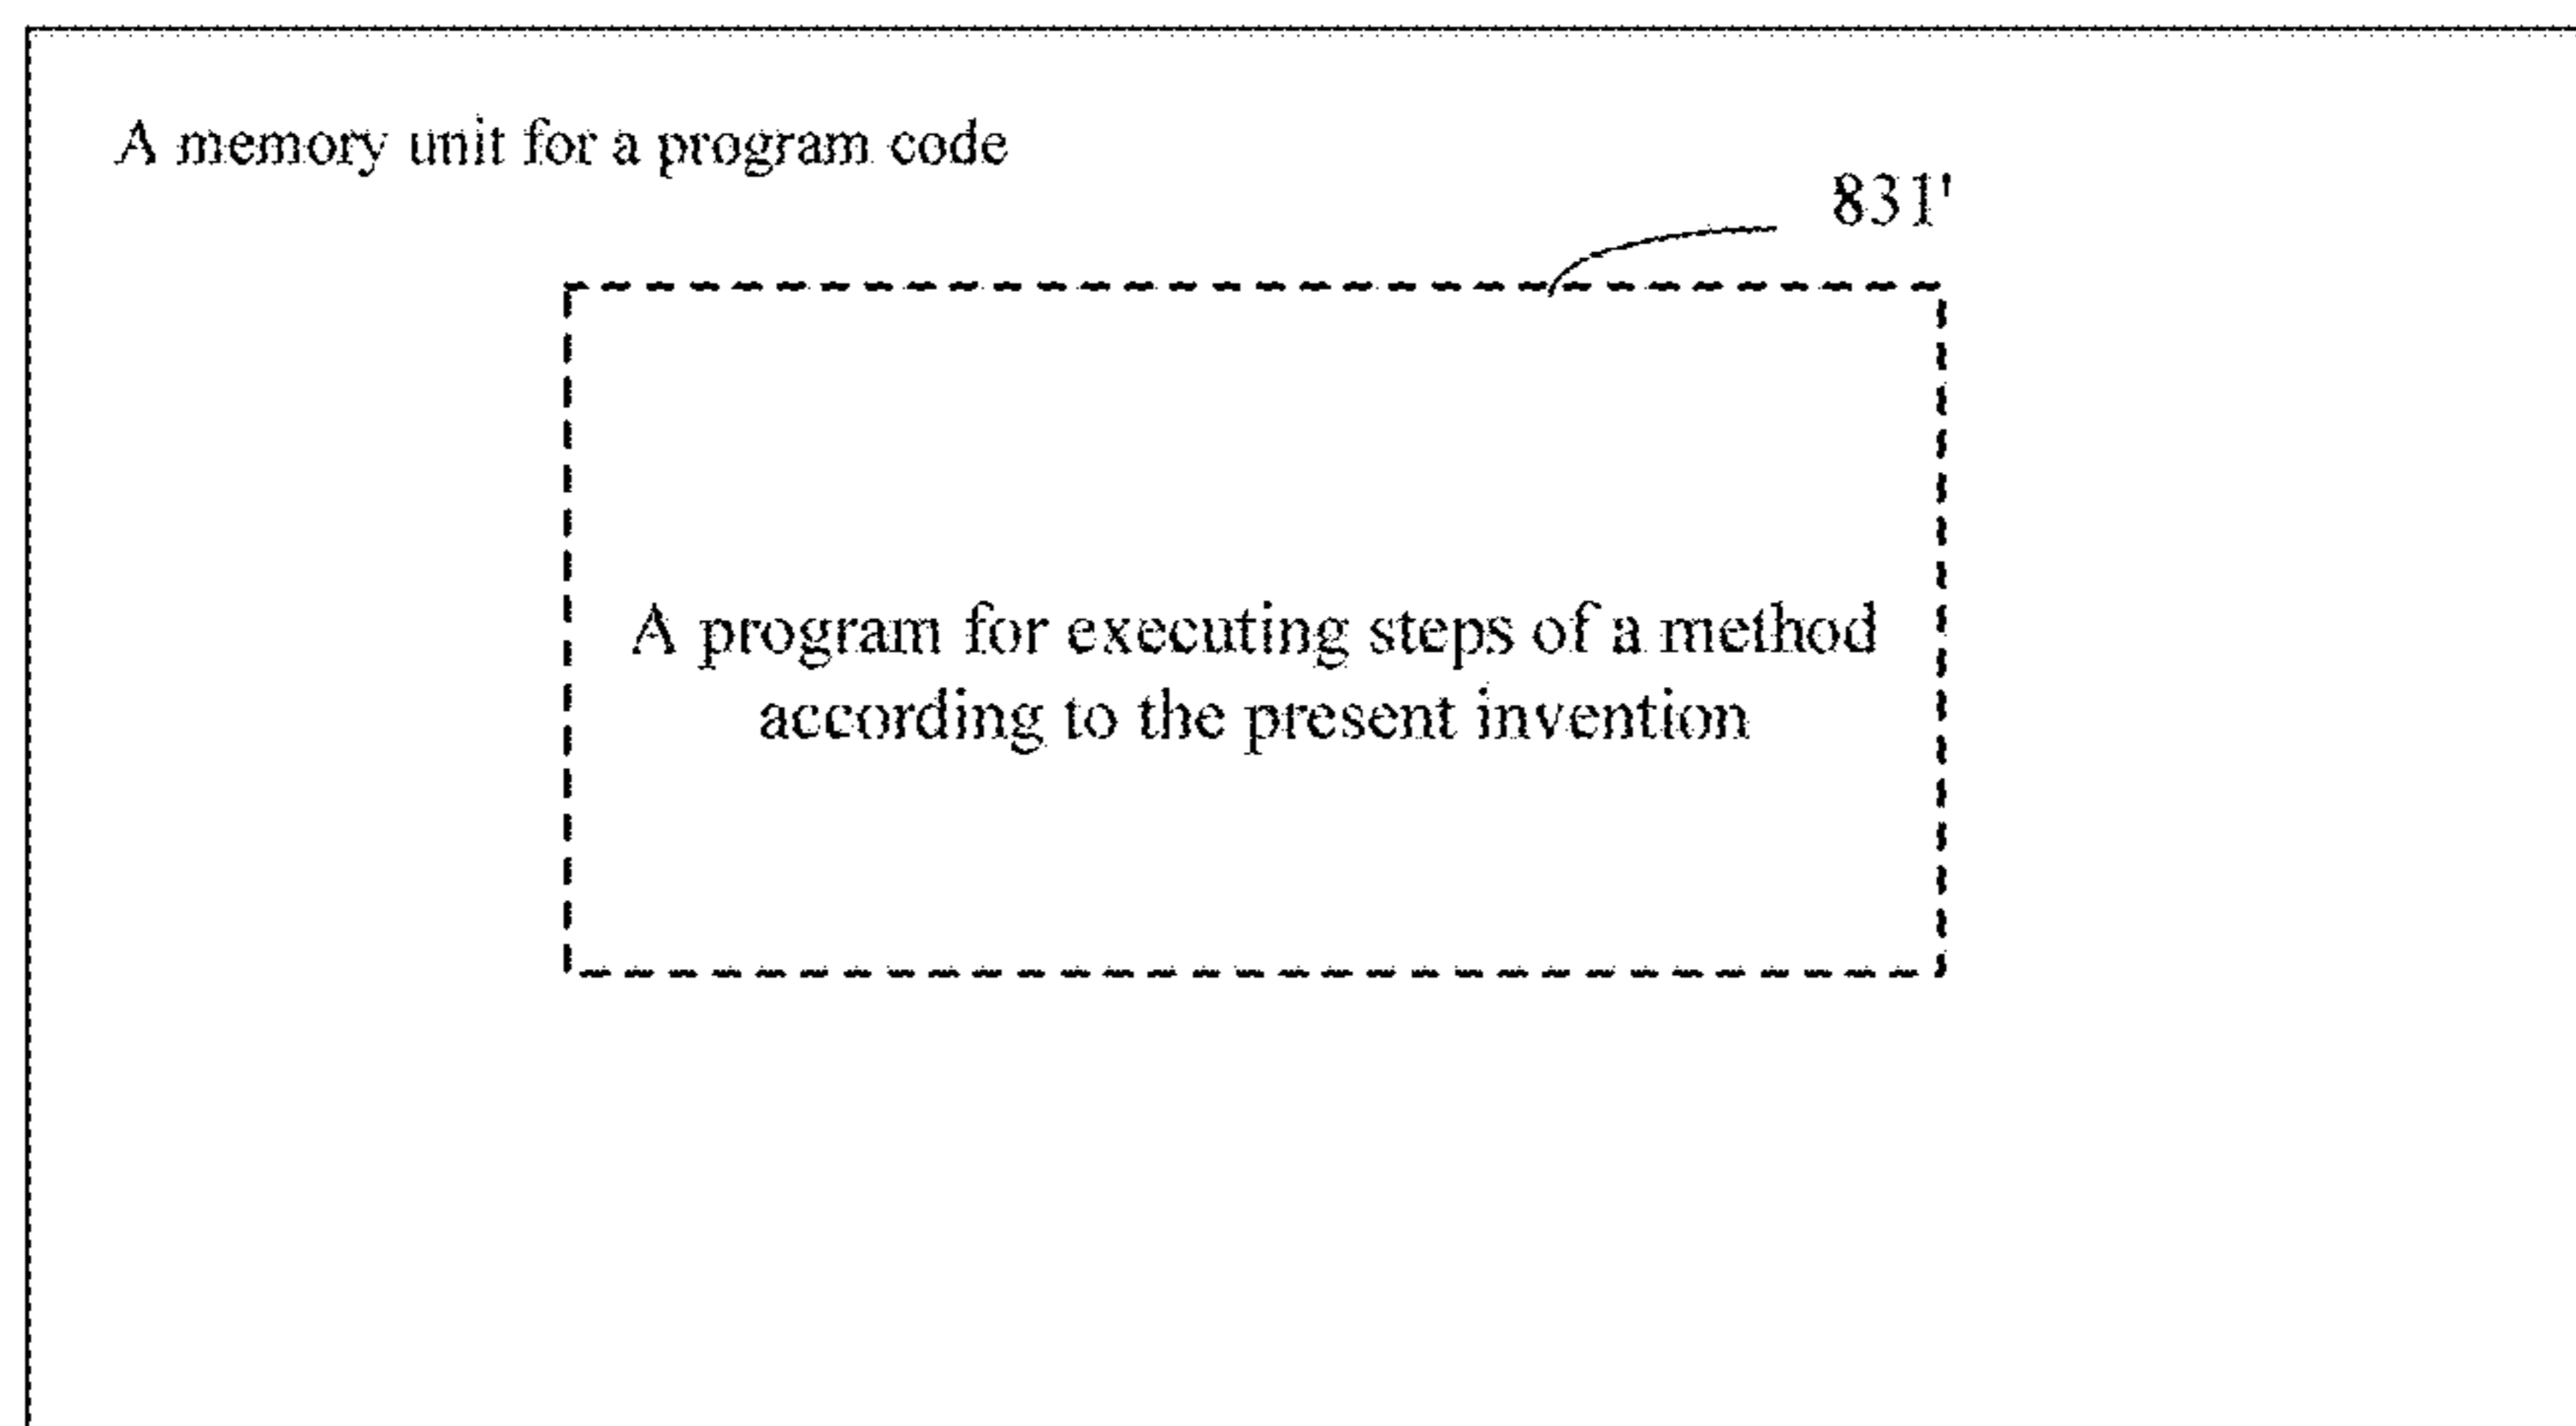 A memory unit for a program code
831'
A program for executing steps of a method
according to the present invention